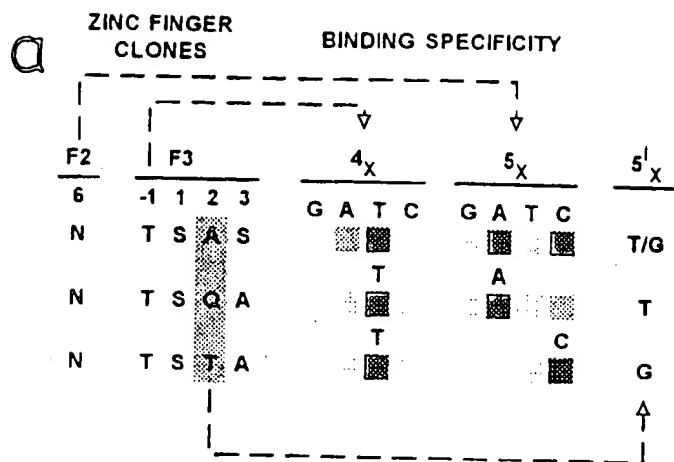 a
ZINC FINGER CLONES BINDING SPECIFICITY
F2 F3 4X 5X 5'X
6 -1 1 2 3 G A T C G A T C
N T S A S T/G
T A
N T S Q A T
T C
N T S T A G